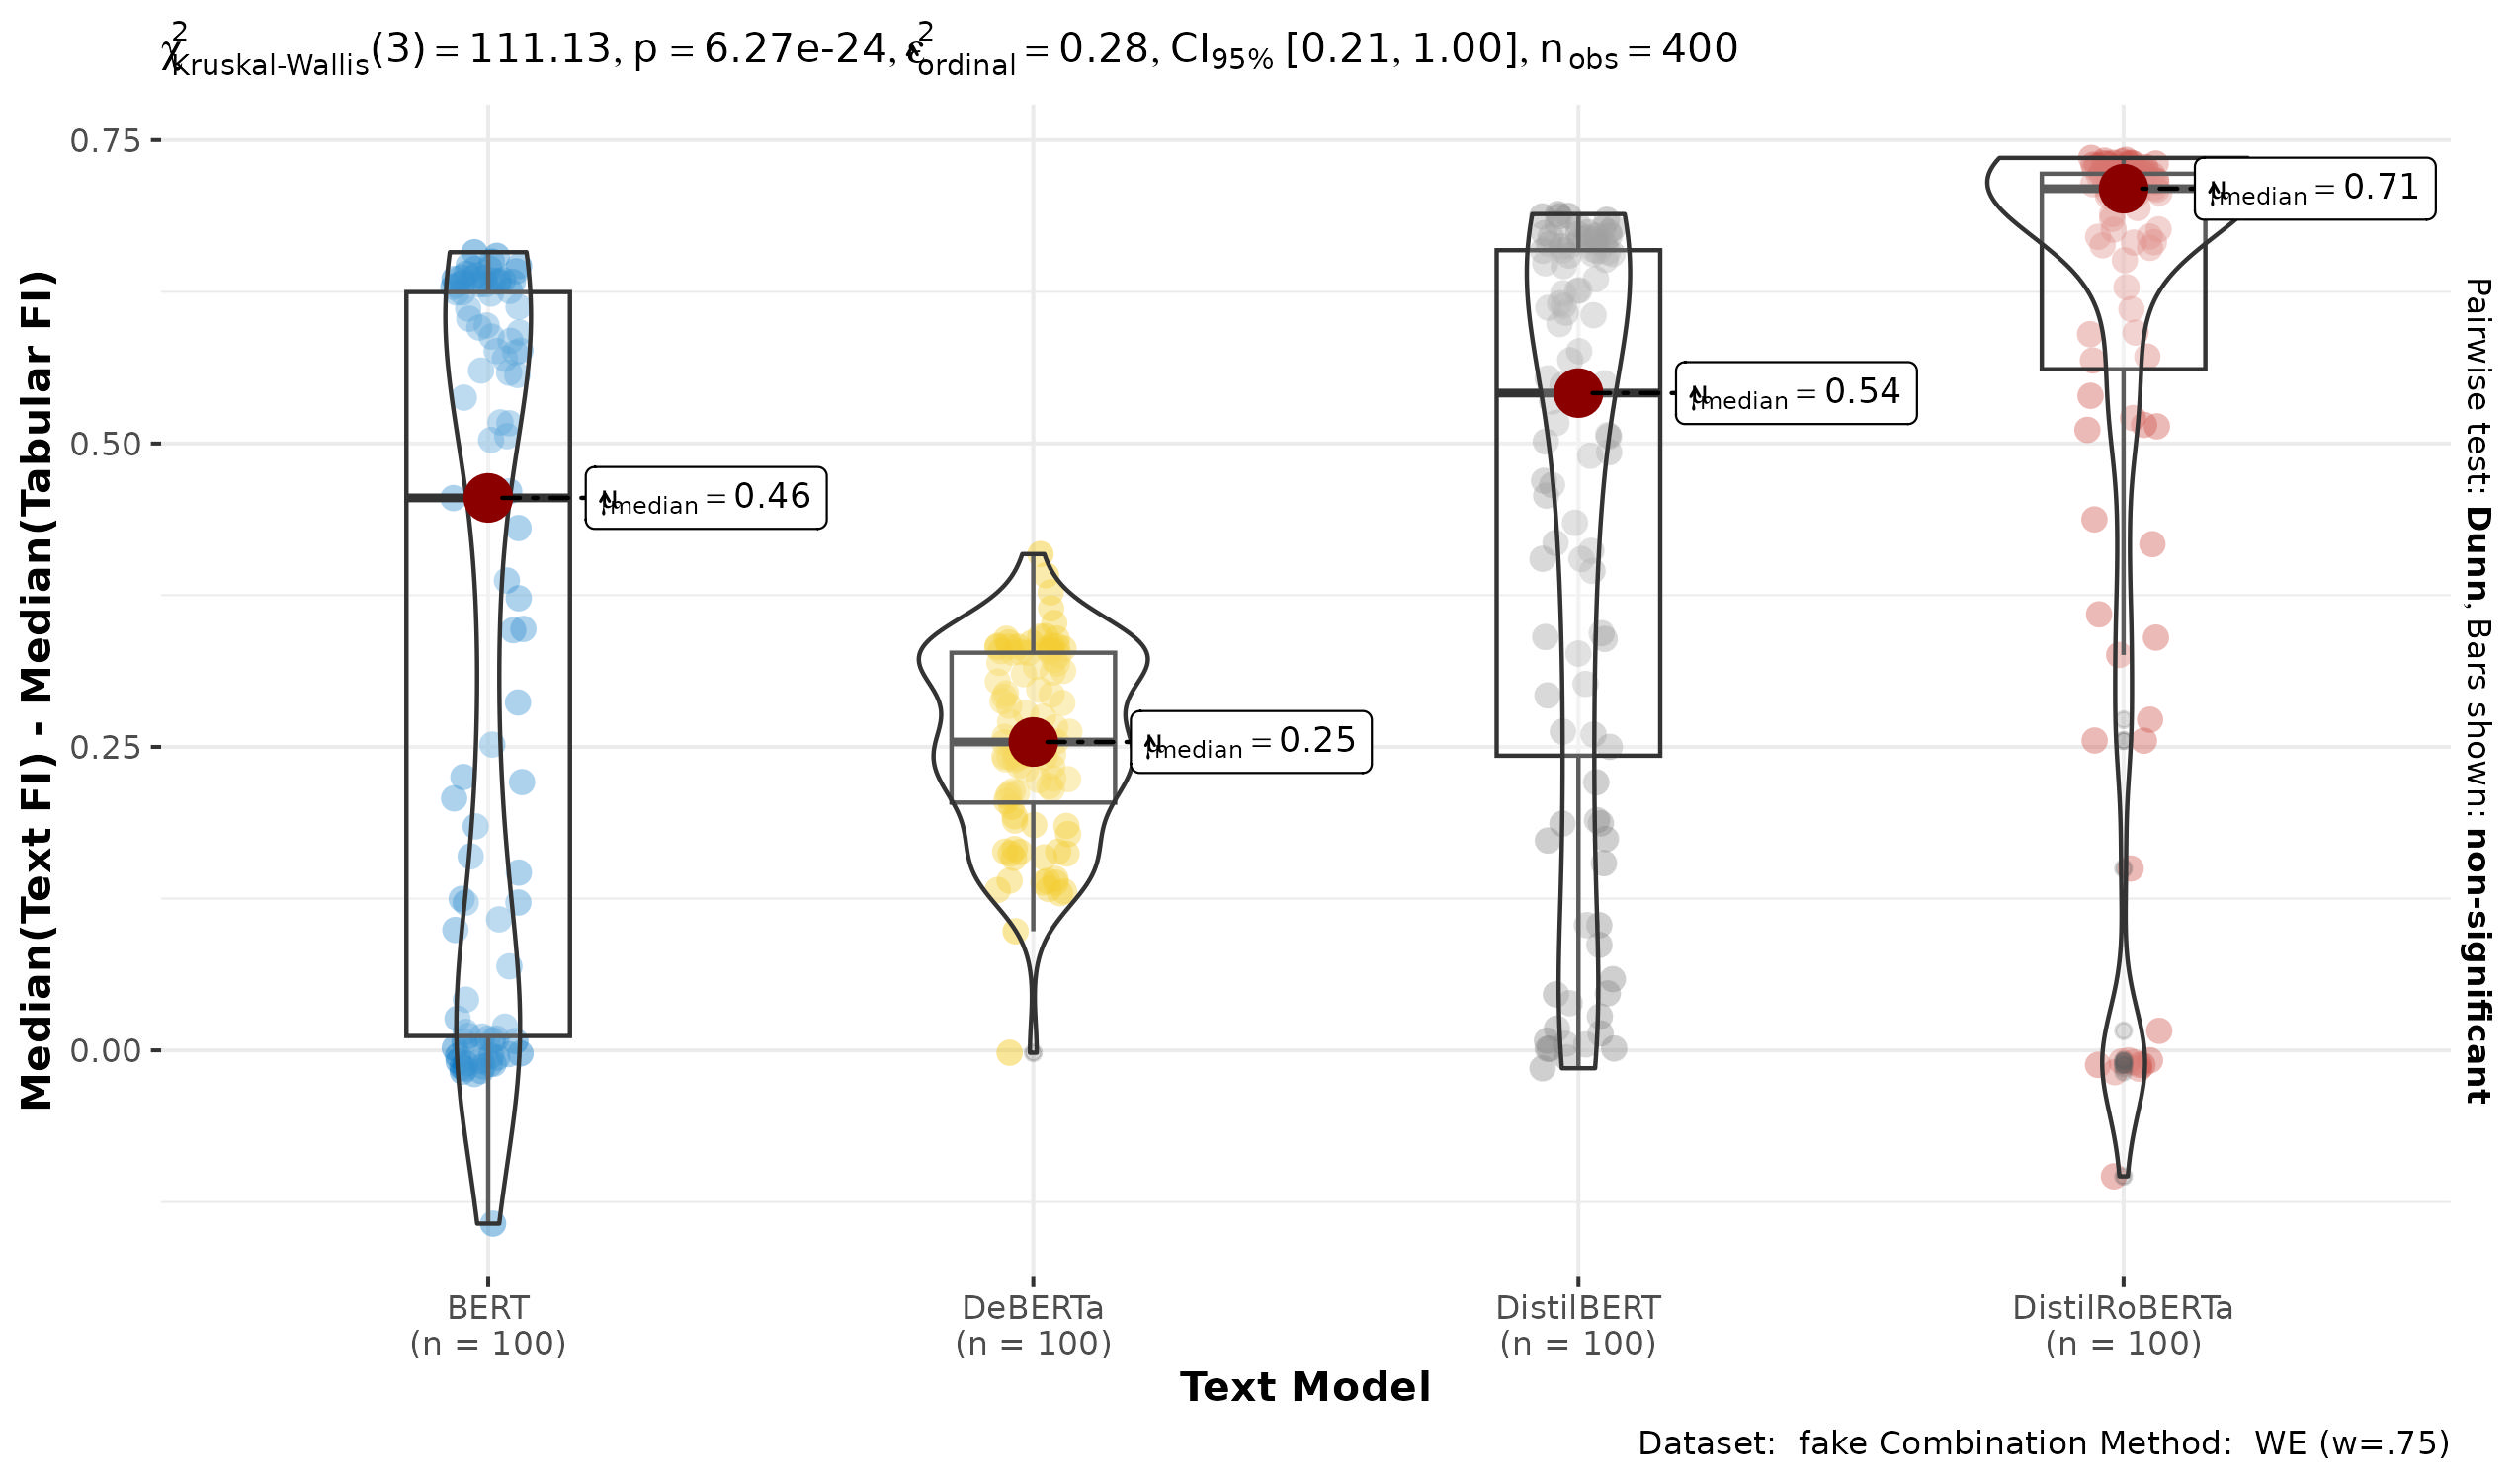 χ²Kruskal-Wallis(3) = 111.13, p = 6.27e-24, ε²ordinal = 0.28, CI95% [0.21, 1.00], nobs = 400
Median(Text FI) - Median(Tabular FI)
0.75
0.50
0.25
0.00
μ̂median = 0.46
μ̂median = 0.25
μ̂median = 0.54
μ̂median = 0.71
Pairwise test: Dunn, Bars shown: non-significant
BERT
(n = 100)
DeBERTa
(n = 100)
DistilBERT
(n = 100)
DistilRoBERTa
(n = 100)
Text Model
Dataset:  fake Combination Method:  WE (w=.75)